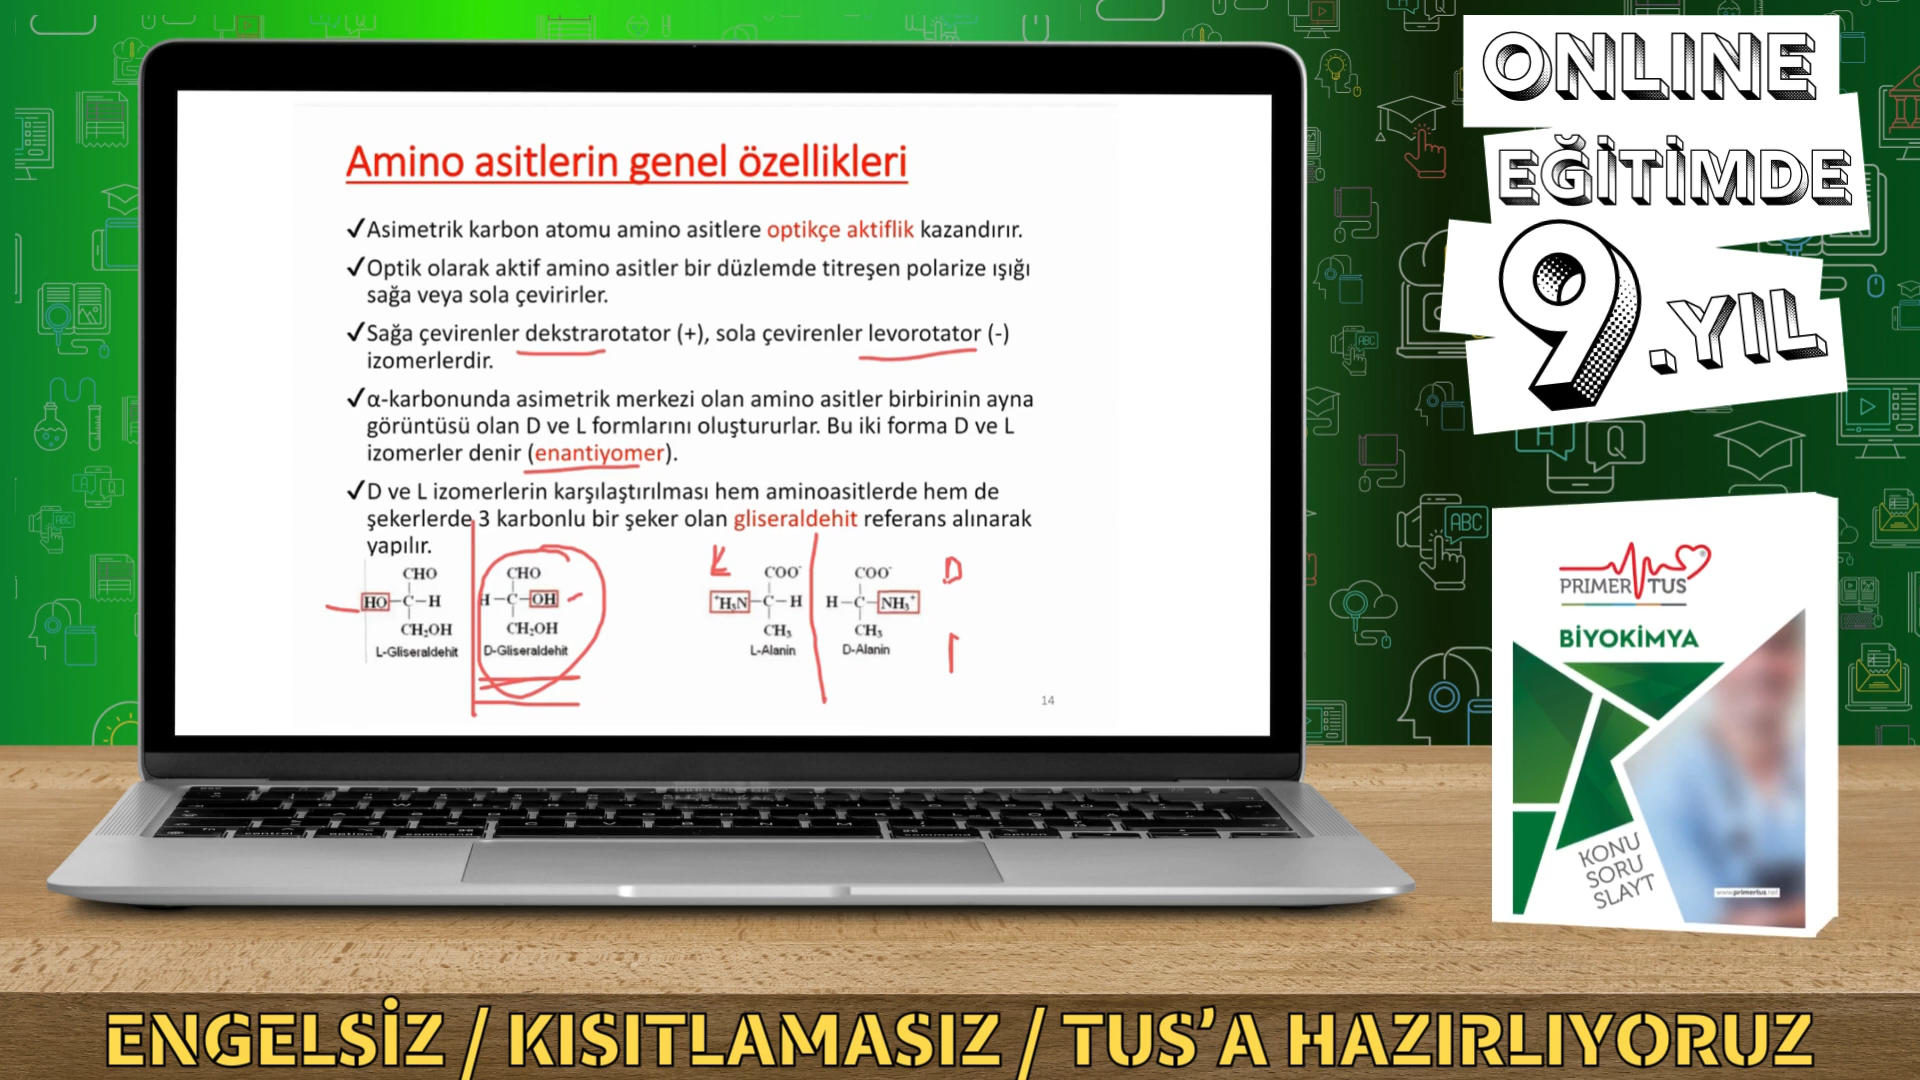 Amino asitlerin genel özellikleri
✓Asimetrik karbon atomu amino asitlere optikçe aktiflik kazandırır.
✓Optik olarak aktif amino asitler bir düzlemde titreşen polarize ışığı
sağa veya sola çevirirler.
✓Sağa çevirenler dekstrarotator (+), sola çevirenler levorotator (-)
izomerlerdir.
✓α-karbonunda asimetrik merkezi olan amino asitler birbirinin ayna
görüntüsü olan D ve L formlarını oluştururlar. Bu iki forma D ve L
izomerler denir (enantiyomer).
✓D ve L izomerlerin karşılaştırılması hem aminoasitlerde hem de
şekerlerde 3 karbonlu bir şeker olan gliseraldehit referans alınarak
yapılır.
CHO
HO-C-H
CH₂OH
L-Gliseraldehit
CHO
H-C-OH
CH₂OH
D-Gliseraldehit
L
COO⁻
⁺H₃N-C-H
CH₃
L-Alanin
COO⁻
H-C-NH₃⁺
CH₃
D-Alanin
D
14
ONLINE
EĞİTİMDE
9.YIL
PRIMER TUS
BİYOKİMYA
KONU
SORU
SLAYT
www.primertus.net
ENGELSİZ / KISITLAMASIZ / TUS'A HAZIRLIYORUZ